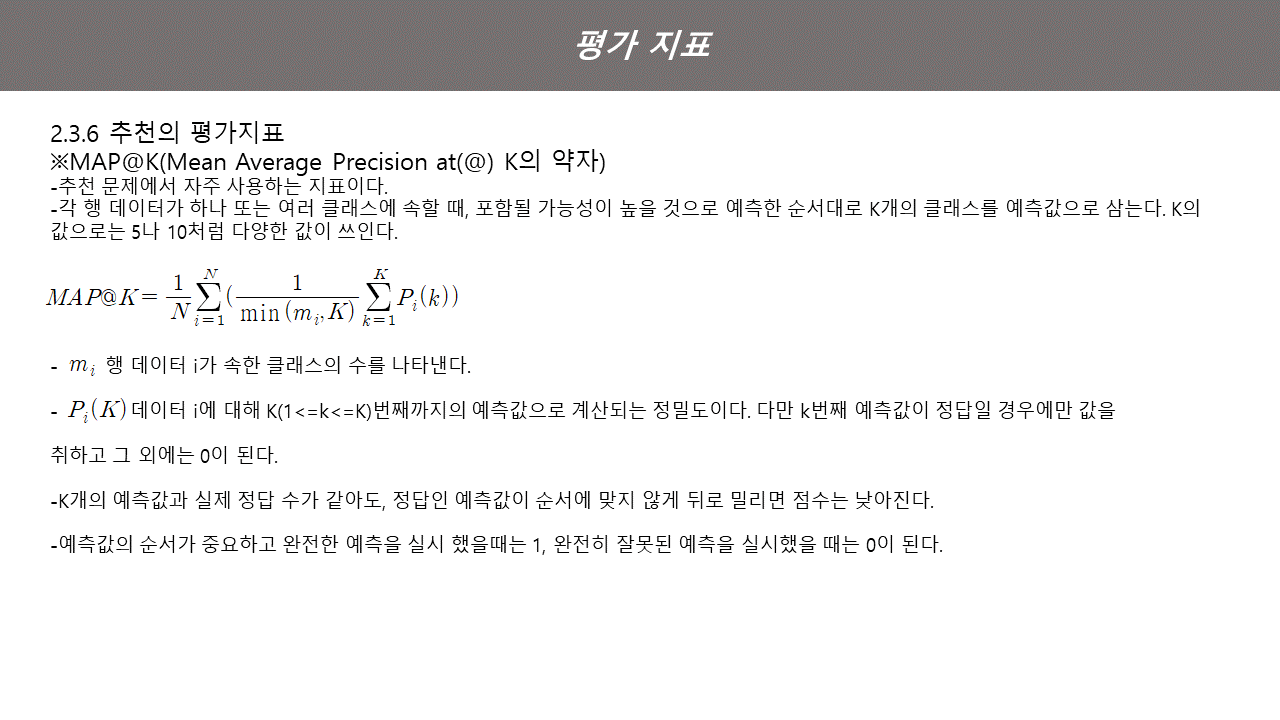 평가 지표
2.3.6 추천의 평가지표
※MAP@K(Mean Average Precision at(@) K의 약자)
-추천 문제에서 자주 사용하는 지표이다.
-각 행 데이터가 하나 또는 여러 클래스에 속할 때, 포함될 가능성이 높을 것으로 예측한 순서대로 K개의 클래스를 예측값으로 삼는다. K의
값으로는 5나 10처럼 다양한 값이 쓰인다.
MAP@K = \frac{1}{N}\sum_{i=1}^{N}(\frac{1}{\min(m_i, K)}\sum_{k=1}^{K}P_i(k))
- m_i 행 데이터 i가 속한 클래스의 수를 나타낸다.
- P_i(K) 데이터 i에 대해 K(1<=k<=K)번째까지의 예측값으로 계산되는 정밀도이다. 다만 k번째 예측값이 정답일 경우에만 값을
취하고 그 외에는 0이 된다.
-K개의 예측값과 실제 정답 수가 같아도, 정답인 예측값이 순서에 맞지 않게 뒤로 밀리면 점수는 낮아진다.
-예측값의 순서가 중요하고 완전한 예측을 실시 했을때는 1, 완전히 잘못된 예측을 실시했을 때는 0이 된다.